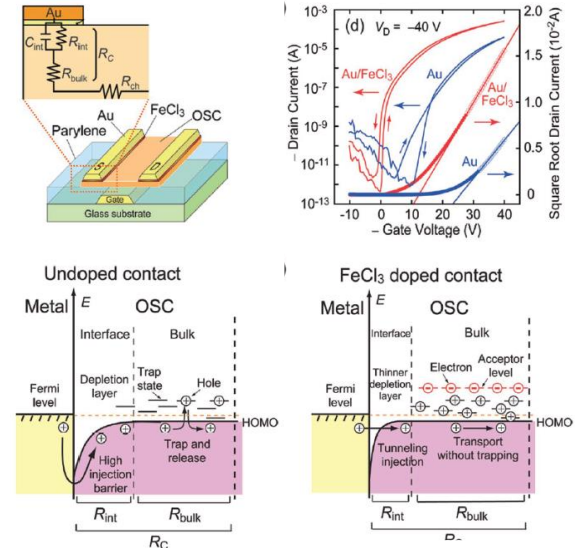 Au
C_int
R_int
R_C
R_bulk
R_ch
Au
FeCl3
OSC
Parylene
S
D
Gate
Glass substrate
(d) V_D = −40 V
− Drain Current (A)
10^-3
10^-5
10^-7
10^-9
10^-11
10^-13
Au/FeCl3
Au
Au/
FeCl3
Au
-10
0
10
20
30
40
− Gate Voltage (V)
2.0
1.5
1.0
0.5
0
Square Root Drain Current (10^-2A)
Undoped contact
Metal
E
OSC
Interface
Bulk
Fermi
level
Depletion
layer
Trap
state
Hole
HOMO
High
injection
barrier
Trap and
release
R_int
R_bulk
R_C
)
FeCl3 doped contact
Metal
E
OSC
Interface
Bulk
Fermi
level
Thinner
depletion
layer
Electron
Acceptor
level
HOMO
Tunneling
injection
Transport
without trapping
R_int
R_bulk